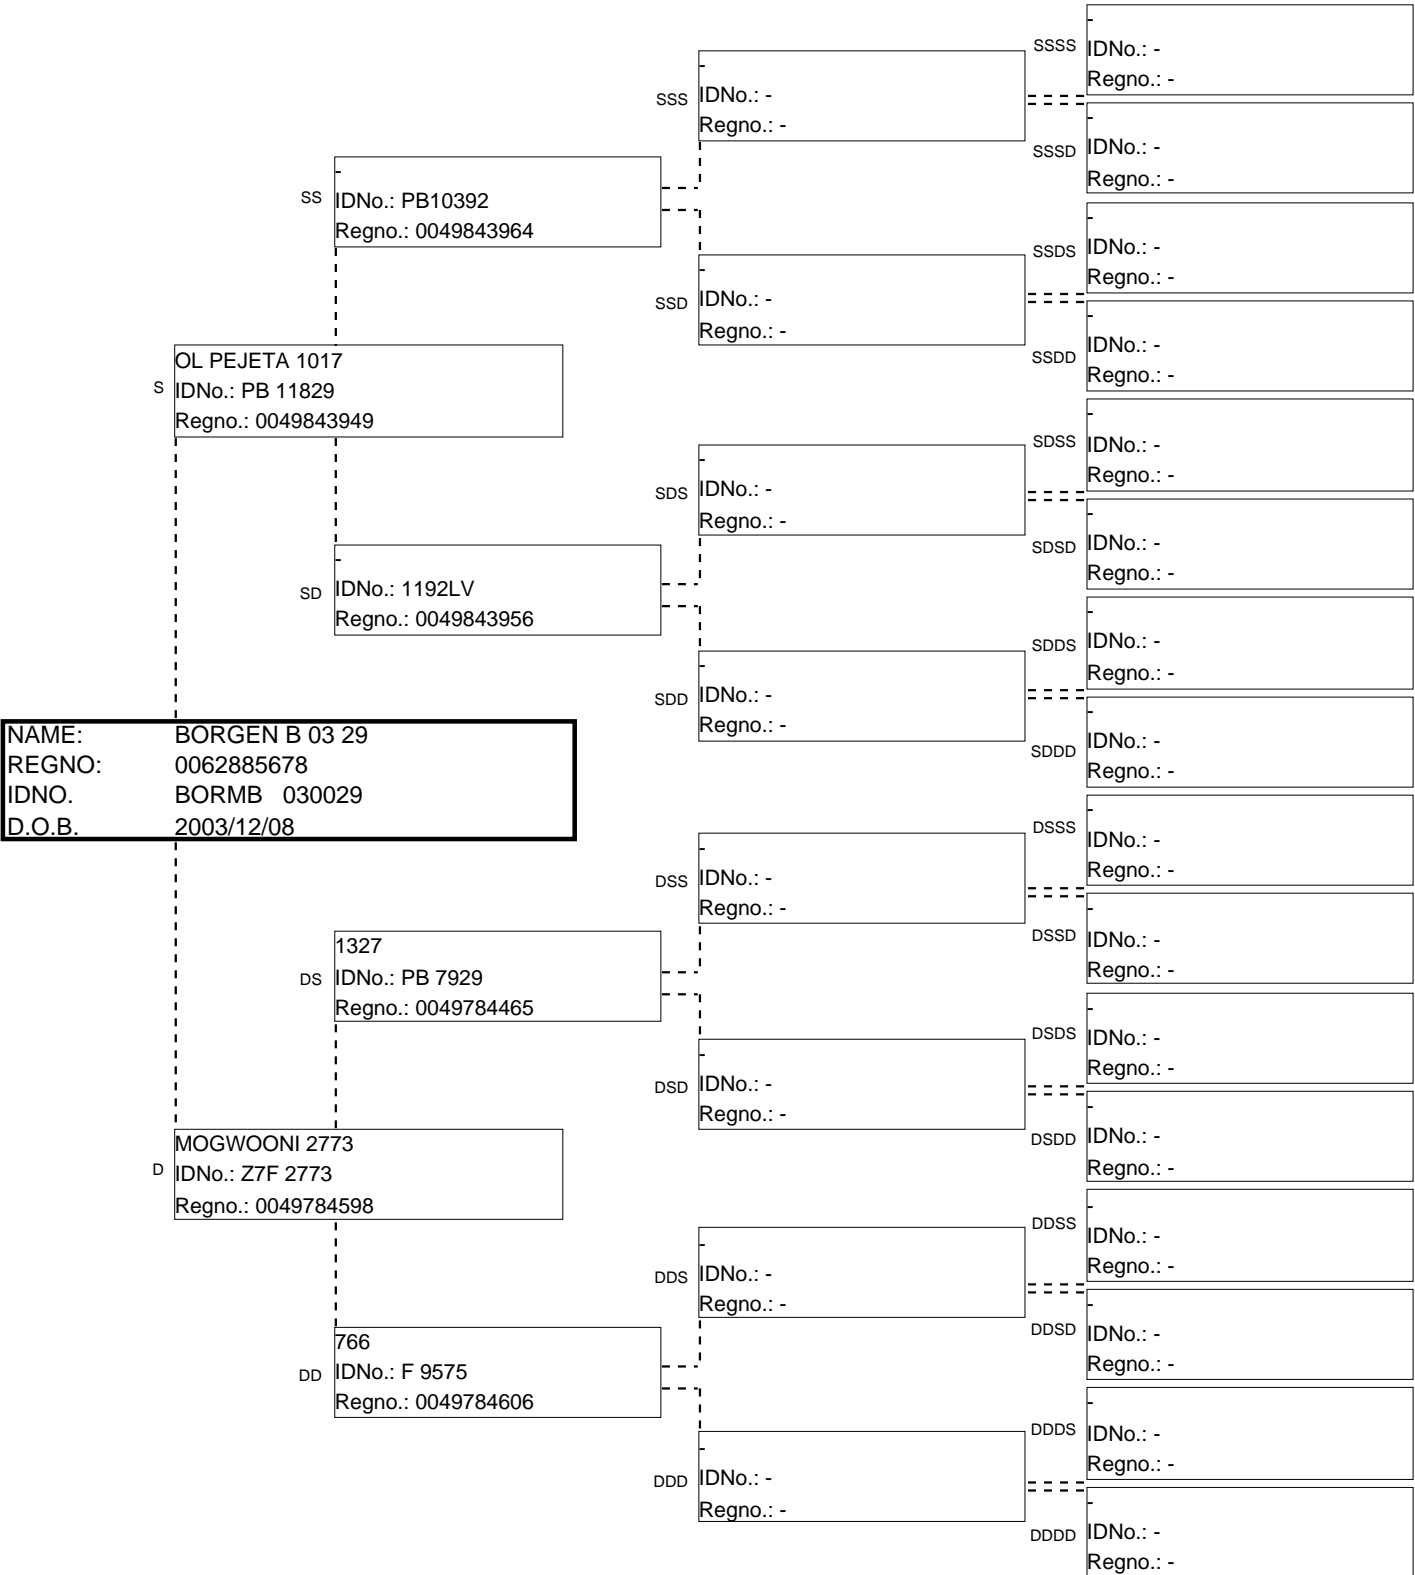 SSSS
-
IDNo.: -
Regno.: -
SSS
-
IDNo.: -
Regno.: -
SSSD
-
IDNo.: -
Regno.: -
SS
-
IDNo.: PB10392
Regno.: 0049843964
SSDS
-
IDNo.: -
Regno.: -
SSD
-
IDNo.: -
Regno.: -
SSDD
-
IDNo.: -
Regno.: -
S
OL PEJETA 1017
IDNo.: PB 11829
Regno.: 0049843949
SDSS
-
IDNo.: -
Regno.: -
SDS
-
IDNo.: -
Regno.: -
SDSD
-
IDNo.: -
Regno.: -
SD
-
IDNo.: 1192LV
Regno.: 0049843956
SDDS
-
IDNo.: -
Regno.: -
SDD
-
IDNo.: -
Regno.: -
SDDD
-
IDNo.: -
Regno.: -
NAME: BORGEN B 03 29
REGNO: 0062885678
IDNO. BORMB 030029
D.O.B. 2003/12/08
DSSS
-
IDNo.: -
Regno.: -
DSS
-
IDNo.: -
Regno.: -
DSSD
-
IDNo.: -
Regno.: -
DS
1327
IDNo.: PB 7929
Regno.: 0049784465
DSDS
-
IDNo.: -
Regno.: -
DSD
-
IDNo.: -
Regno.: -
DSDD
-
IDNo.: -
Regno.: -
D
MOGWOONI 2773
IDNo.: Z7F 2773
Regno.: 0049784598
DDSS
-
IDNo.: -
Regno.: -
DDS
-
IDNo.: -
Regno.: -
DDSD
-
IDNo.: -
Regno.: -
DD
766
IDNo.: F 9575
Regno.: 0049784606
DDDS
-
IDNo.: -
Regno.: -
DDD
-
IDNo.: -
Regno.: -
DDDD
-
IDNo.: -
Regno.: -